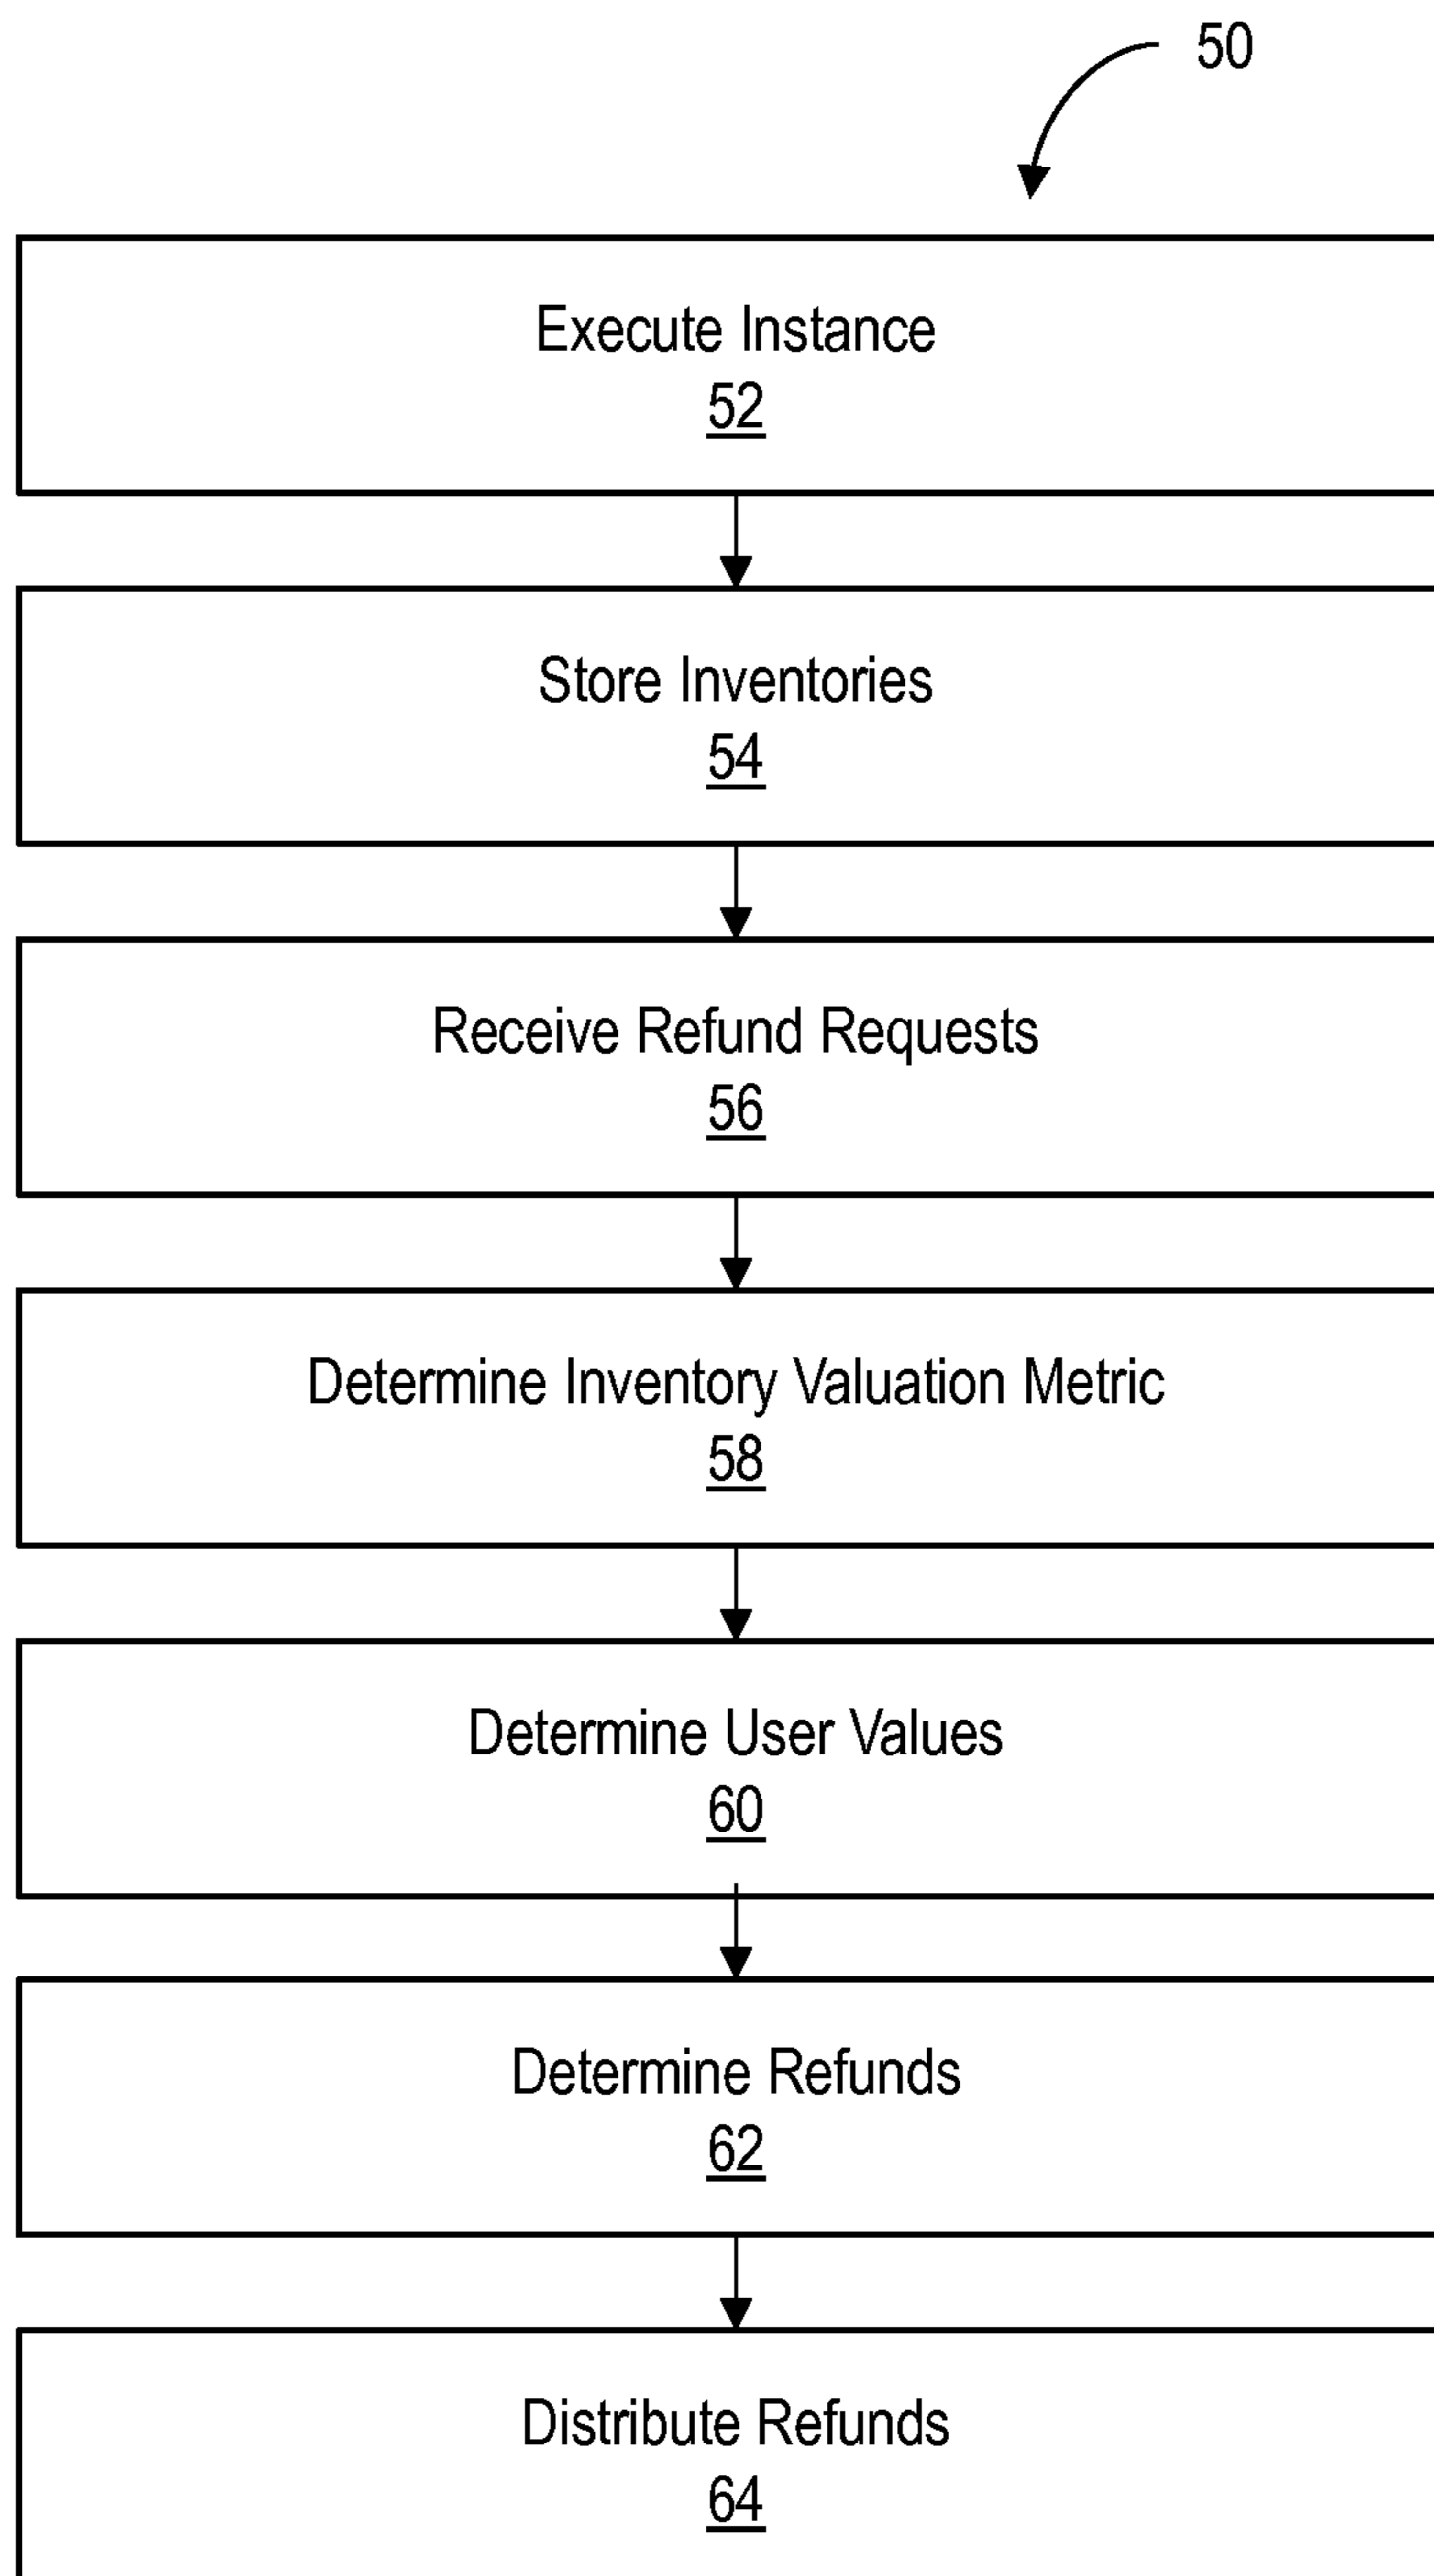 50
Execute Instance
52
Store Inventories
54
Receive Refund Requests
56
Determine Inventory Valuation Metric
58
Determine User Values
60
Determine Refunds
62
Distribute Refunds
64